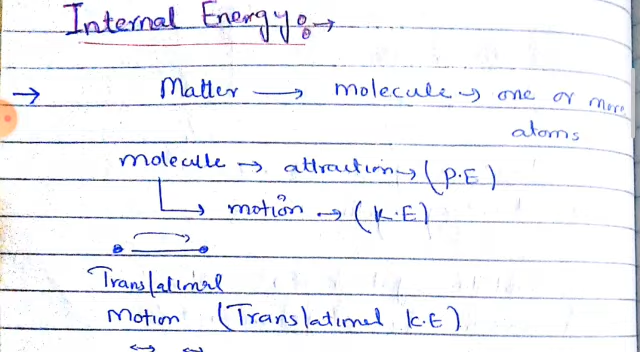 Internal Energy :→
→ Matter → molecule → one or more
atoms
molecule → attraction → (P.E)
↳ motion → (K.E)
Translational
Motion (Translational K.E)